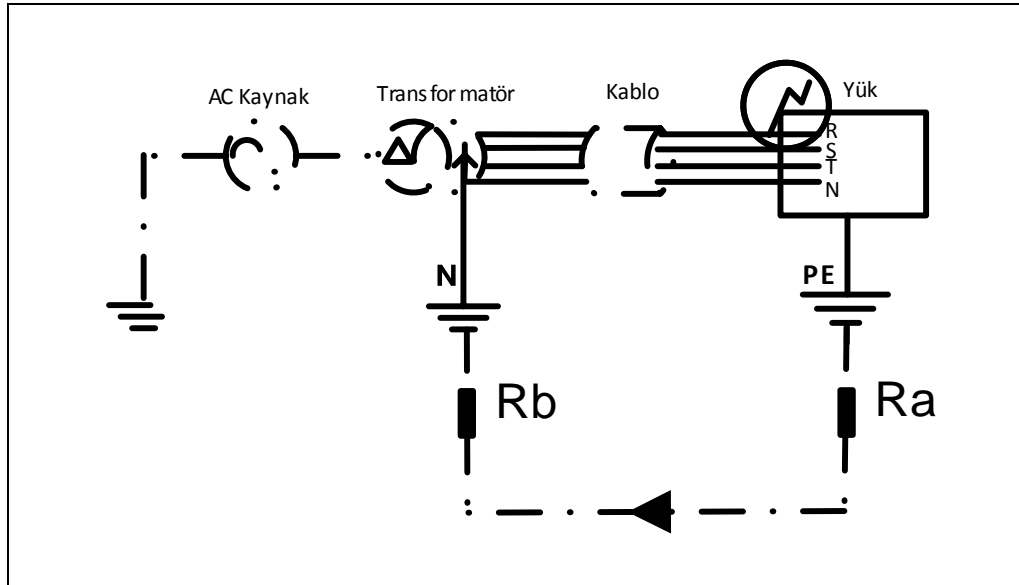 AC Kaynak
Trans for matör
Kablo
Yük
R
S
T
N
N
PE
Rb
Ra